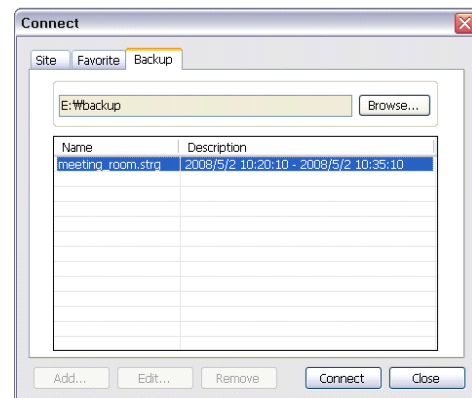 Connect
Site Favorite Backup
E:₩backup Browse...
Name Description
meeting_room.strg 2008/5/2 10:20:10 - 2008/5/2 10:35:10
Add... Edit... Remove Connect Close